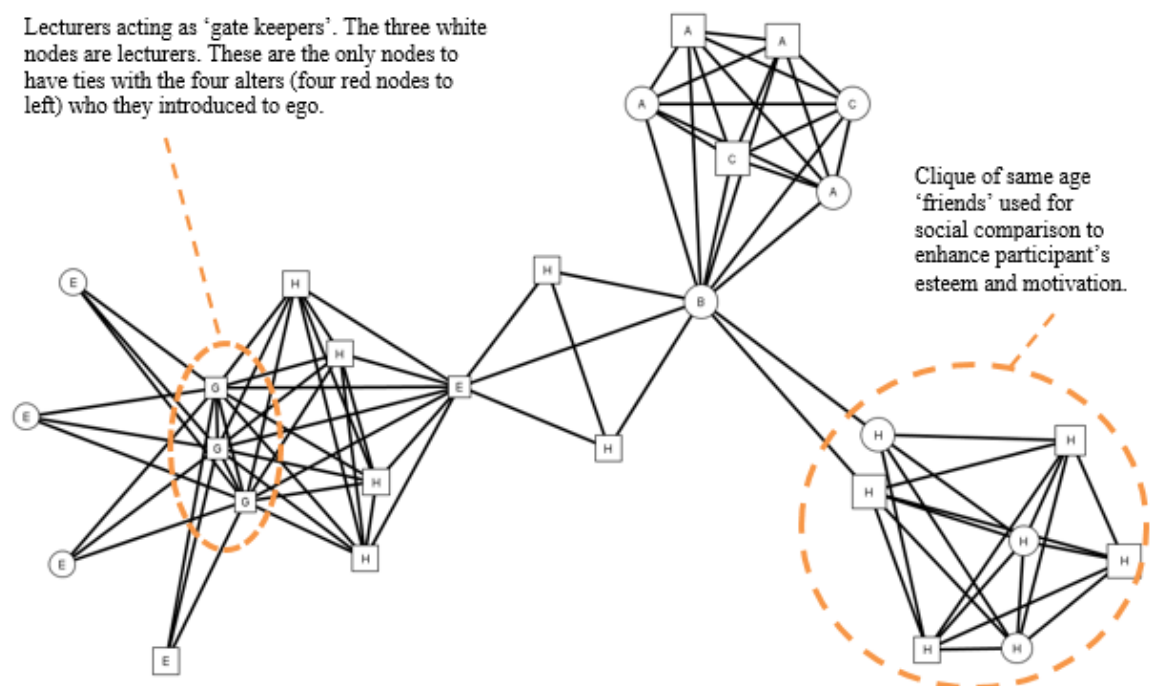 Lecturers acting as ‘gate keepers’. The three white
nodes are lecturers. These are the only nodes to
have ties with the four alters (four red nodes to
left) who they introduced to ego.
A
A
A
C
C
A
Clique of same age
‘friends’ used for
social comparison to
enhance participant’s
esteem and motivation.
H
E
H
B
H
G
E
E
H
H
H
G
H
H
H
G
H
H
H
E
H
H
E